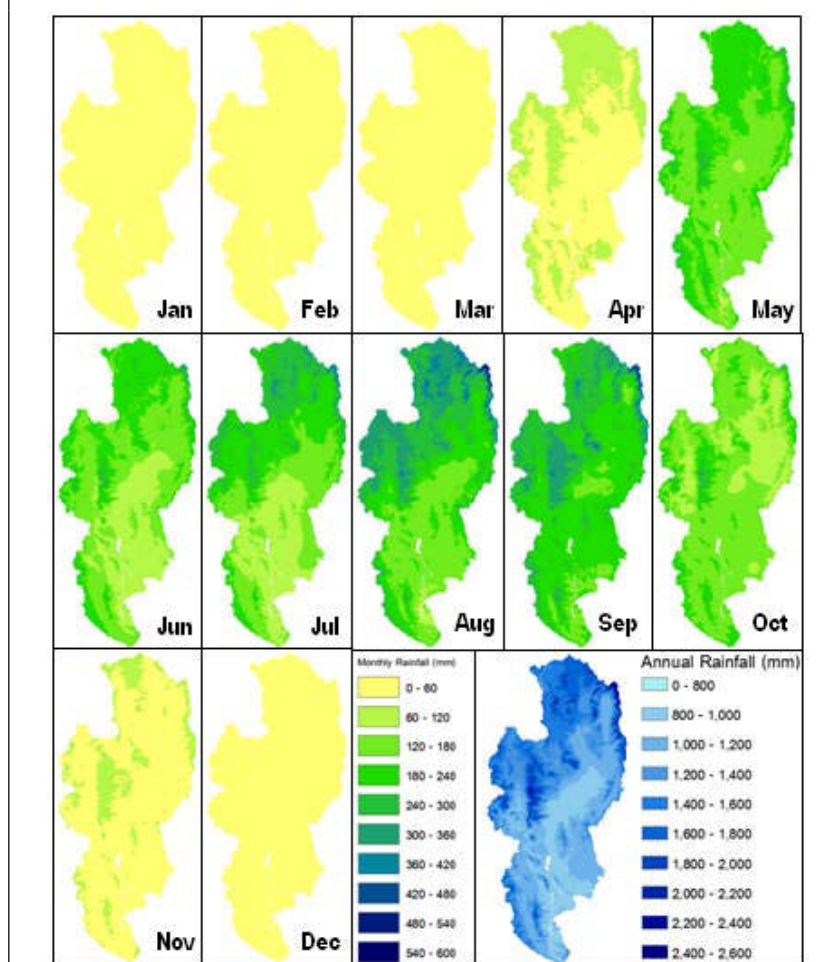 Jan
Feb
Mar
Apr
May
Jun
Jul
Aug
Sep
Oct
Nov
Dec
Monthly Rainfall (mm)
0 - 60
60 - 120
120 - 180
180 - 240
240 - 300
300 - 360
360 - 420
420 - 480
480 - 540
540 - 600
Annual Rainfall (mm)
0 - 800
800 - 1,000
1,000 - 1,200
1,200 - 1,400
1,400 - 1,600
1,600 - 1,800
1,800 - 2,000
2,000 - 2,200
2,200 - 2,400
2,400 - 2,600